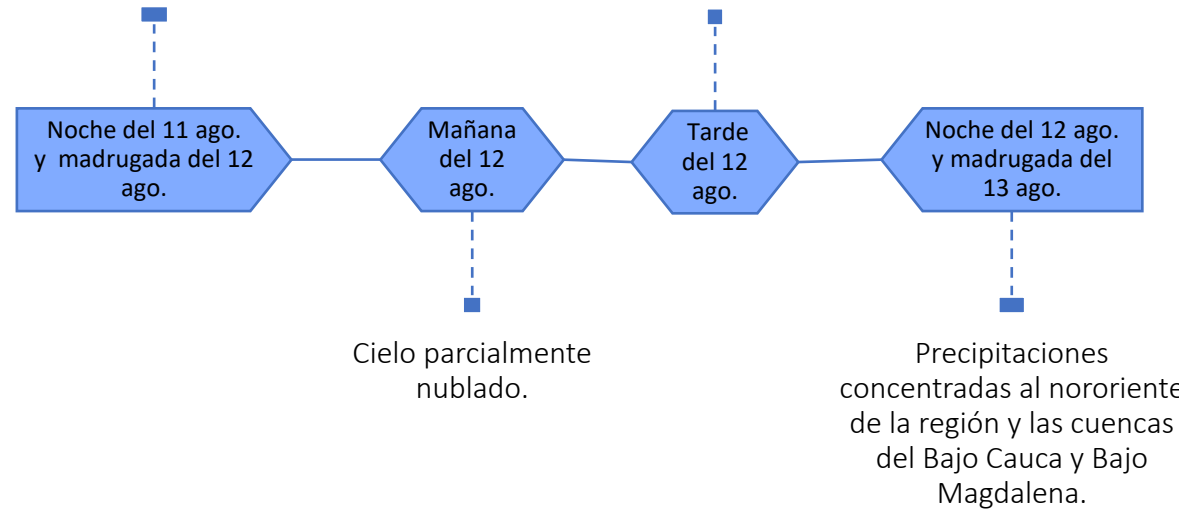 Noche del 11 ago.
y  madrugada del 12
ago.
Mañana
del 12
ago.
Tarde
del 12
ago.
Noche del 12 ago.
y madrugada del
13 ago.
Cielo parcialmente
nublado.
Precipitaciones
concentradas al nororiente
de la región y las cuencas
del Bajo Cauca y Bajo
Magdalena.